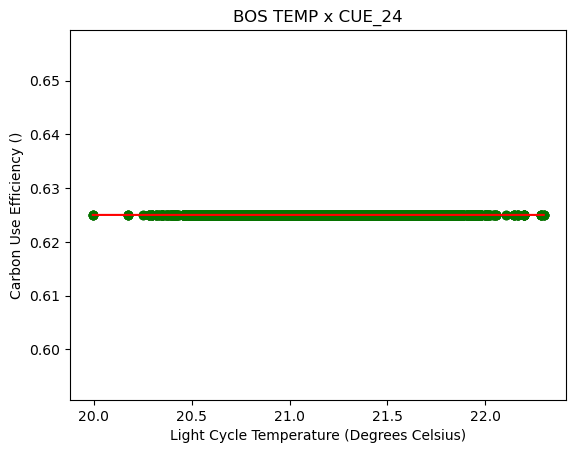 BOS TEMP x CUE_24
Carbon Use Efficiency ()
0.65
0.64
0.63
0.62
0.61
0.60
20.0 20.5 21.0 21.5 22.0
Light Cycle Temperature (Degrees Celsius)